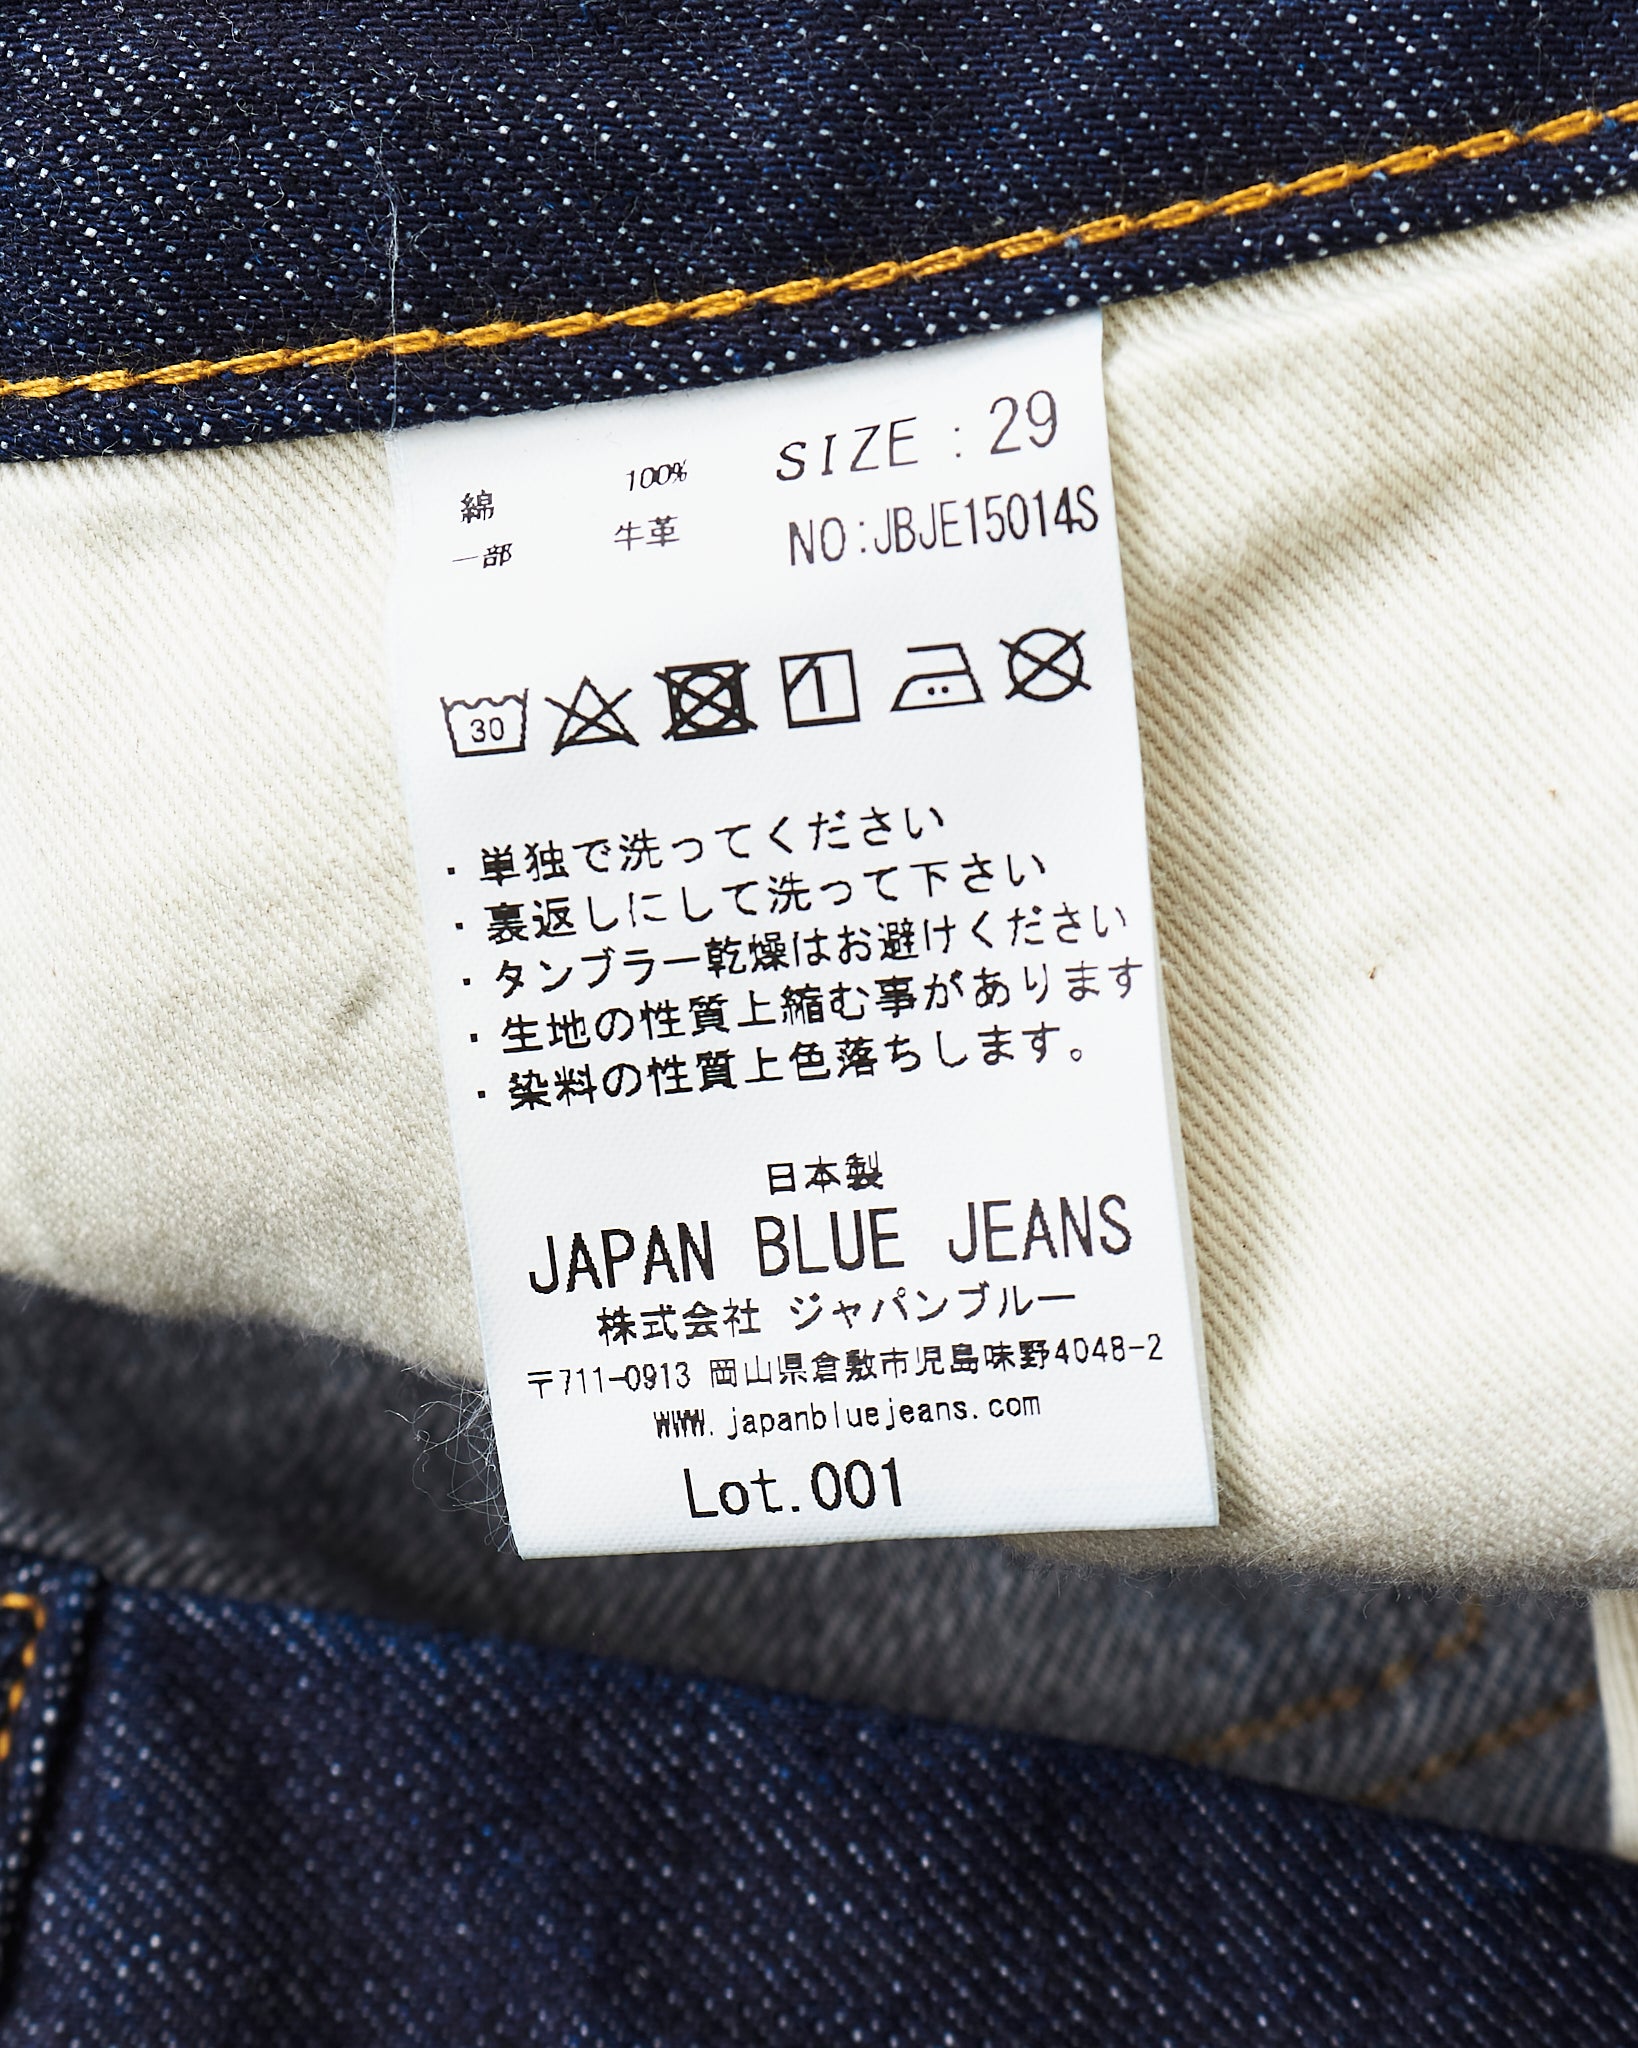 綿 100% SIZE : 29
一部 牛革 NO:JBJE15014S
30 1
・単独で洗ってください
・裏返しにして洗って下さい
・タンブラー乾燥はお避けください
・生地の性質上縮む事があります
・染料の性質上色落ちします。
日本製
JAPAN BLUE JEANS
株式会社 ジャパンブルー
〒711-0913 岡山県倉敷市児島味野4048-2
www.japanbluejeans.com
Lot.001